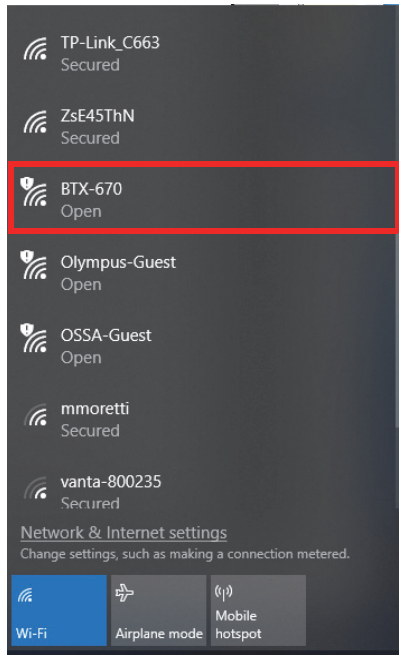 TP-Link_C663
Secured
ZsE45ThN
Secured
BTX-670
Open
Olympus-Guest
Open
OSSA-Guest
Open
mmoretti
Secured
vanta-800235
Secured
Network & Internet settings
Change settings, such as making a connection metered.
Wi-Fi
Airplane mode
Mobile
hotspot